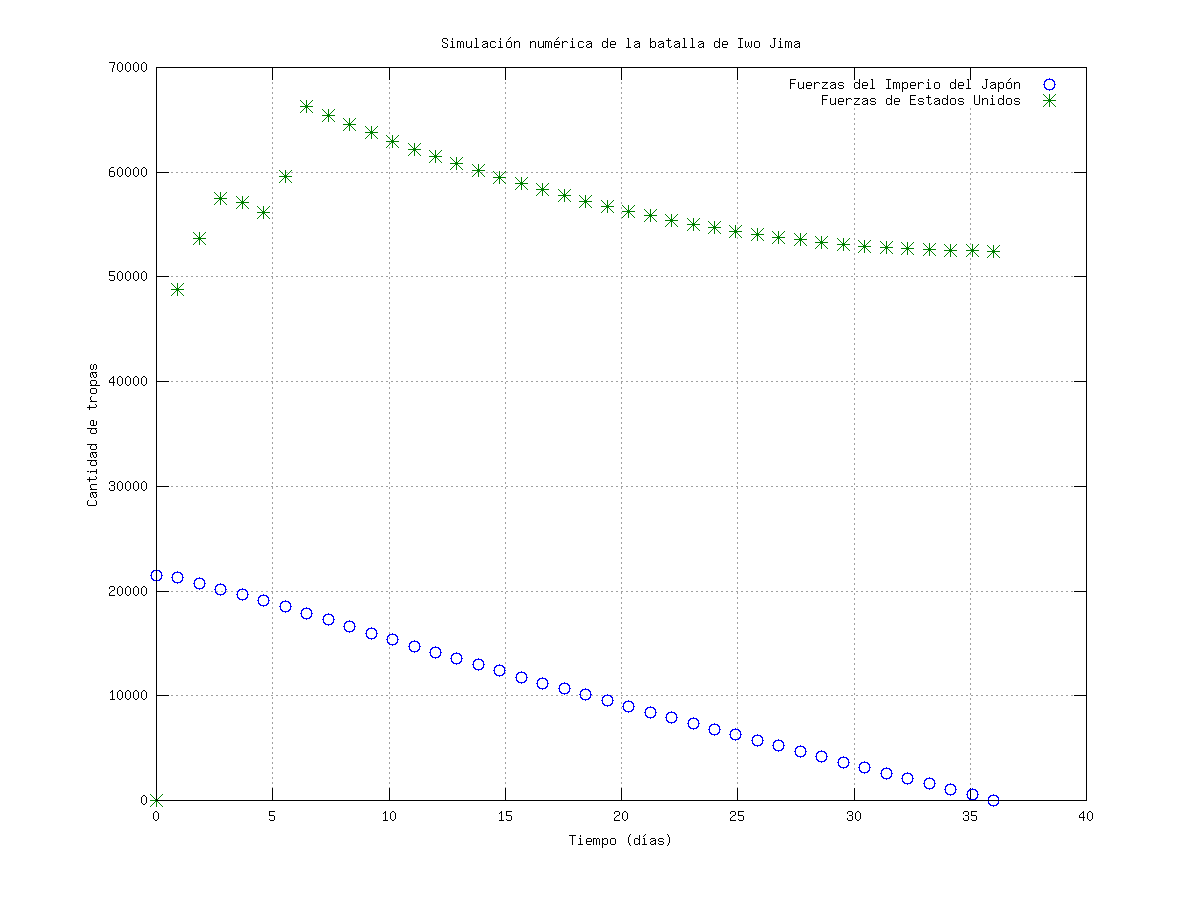 Simulación numérica de la batalla de Iwo Jima
70000
60000
50000
40000
30000
20000
10000
0
Cantidad de tropas
Fuerzas del Imperio del Japón
Fuerzas de Estados Unidos
0 5 10 15 20 25 30 35 40
Tiempo (días)